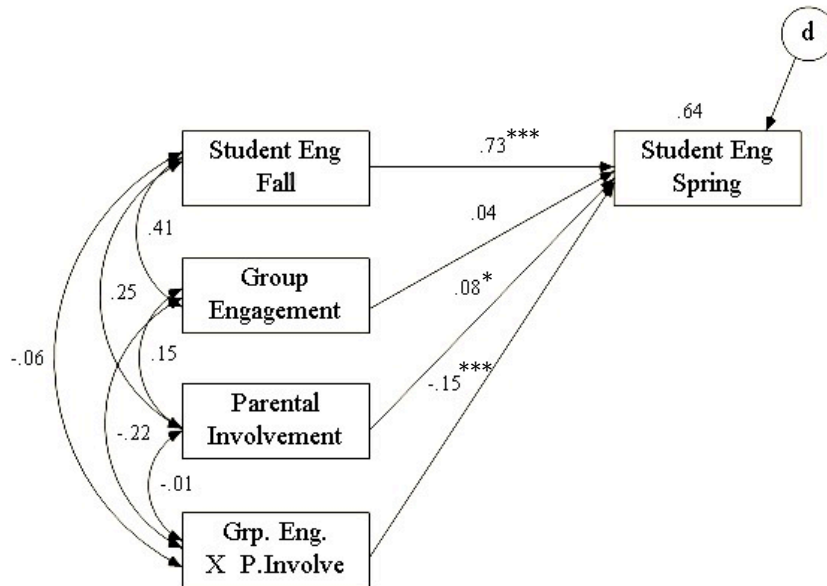 d
.64
Student Eng
Fall
.73***
Student Eng
Spring
.41
.04
Group
Engagement
.25
.08*
-.06
.15
-.15***
Parental
Involvement
-.22
-.01
Grp. Eng.
X P.Involve